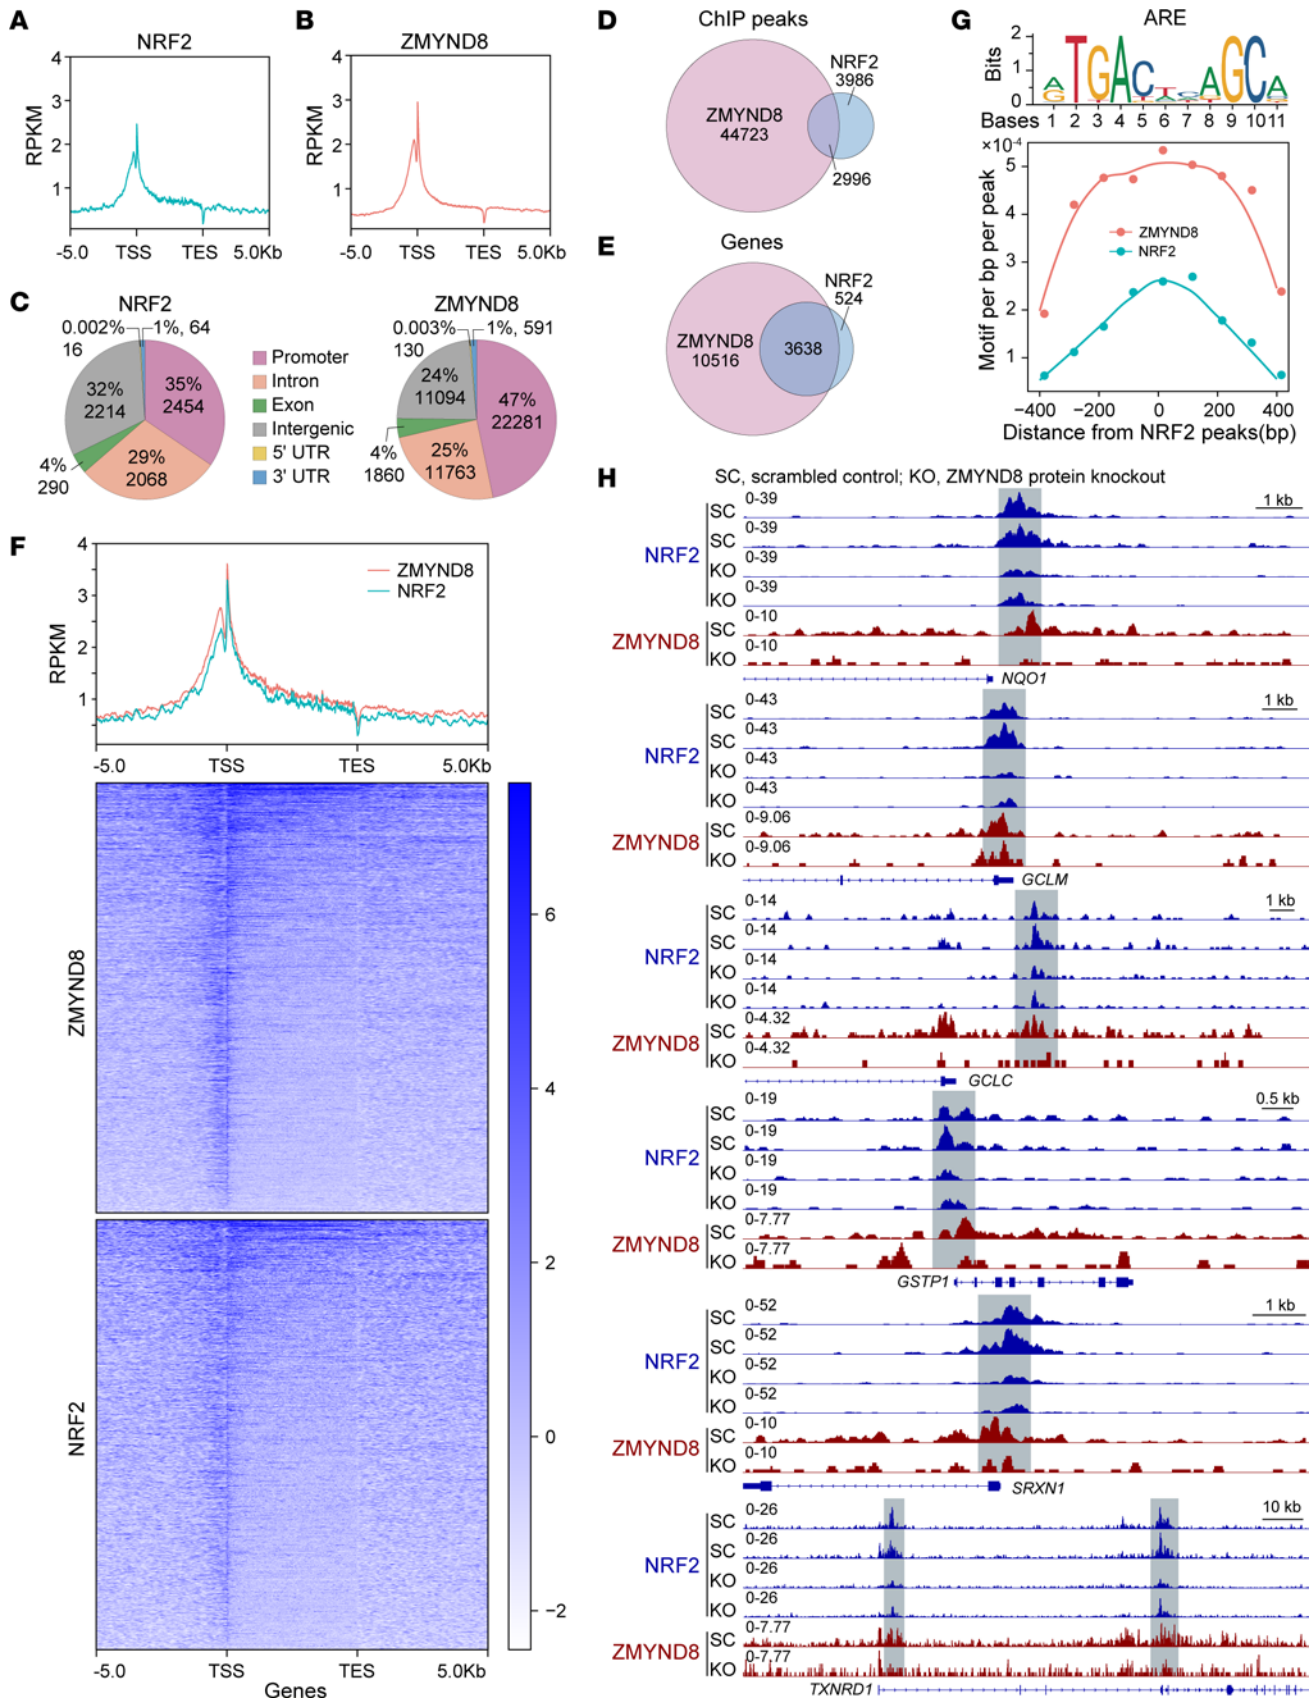 A
NRF2
RPKM
4
3
2
1
-5.0 TSS TES 5.0Kb
B
ZMYND8
RPKM
4
3
2
1
-5.0 TSS TES 5.0Kb
C
NRF2
0.002%
16
1%, 64
32%
2214
35%
2454
4%
290
29%
2068
Promoter
Intron
Exon
Intergenic
5' UTR
3' UTR
ZMYND8
0.003%
130
1%, 591
24%
11094
47%
22281
4%
1860
25%
11763
D
ChIP peaks
ZMYND8
44723
NRF2
3986
2996
E
Genes
ZMYND8
10516
NRF2
524
3638
F
RPKM
4
3
2
1
ZMYND8
NRF2
-5.0 TSS TES 5.0Kb
ZMYND8
NRF2
6
4
2
0
−2
-5.0 TSS TES 5.0Kb
Genes
G
ARE
Bits
2
1
0
Bases 1 2 3 4 5 6 7 8 9 10 11
×10⁻⁴
Motif per bp per peak
5
4
3
2
1
ZMYND8
NRF2
−400 −200 0 200 400
Distance from NRF2 peaks(bp)
H
SC, scrambled control; KO, ZMYND8 protein knockout
1 kb
NRF2
SC 0-39
SC 0-39
KO 0-39
KO 0-39
ZMYND8
SC 0-10
KO 0-10
NQO1
1 kb
NRF2
SC 0-43
SC 0-43
KO 0-43
KO 0-43
ZMYND8
SC 0-9.06
KO 0-9.06
GCLM
1 kb
NRF2
SC 0-14
SC 0-14
KO 0-14
KO 0-14
ZMYND8
SC 0-4.32
KO 0-4.32
GCLC
0.5 kb
NRF2
SC 0-19
SC 0-19
KO 0-19
KO 0-19
ZMYND8
SC 0-7.77
KO 0-7.77
GSTP1
1 kb
NRF2
SC 0-52
SC 0-52
KO 0-52
KO 0-52
ZMYND8
SC 0-10
KO 0-10
SRXN1
10 kb
NRF2
SC 0-26
SC 0-26
KO 0-26
KO 0-26
ZMYND8
SC 0-7.77
KO 0-7.77
TXNRD1